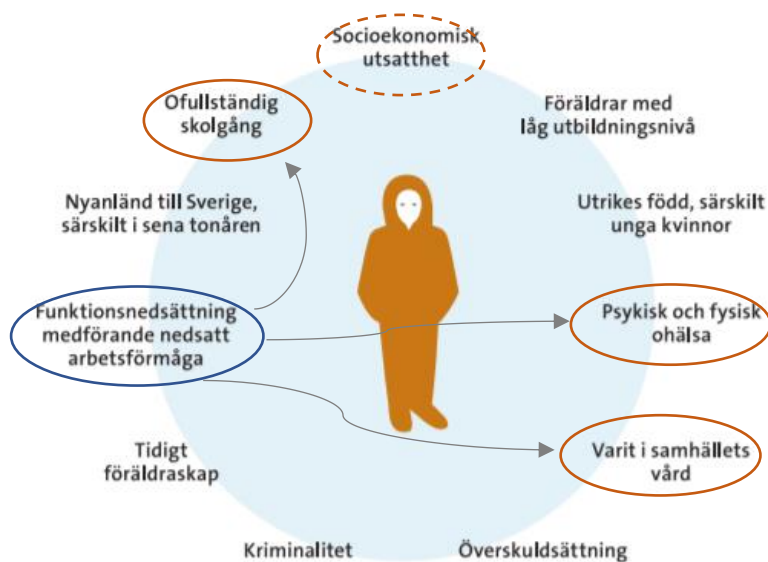 Socioekonomisk
utsatthet
Ofullständig
skolgång
Föräldrar med
låg utbildningsnivå
Nyanländ till Sverige,
särskilt i sena tonåren
Utrikes född, särskilt
unga kvinnor
Funktionsnedsättning
medförande nedsatt
arbetsförmåga
Psykisk och fysisk
ohälsa
Tidigt
föräldraskap
Varit i samhällets
vård
Kriminalitet
Överskuldsättning